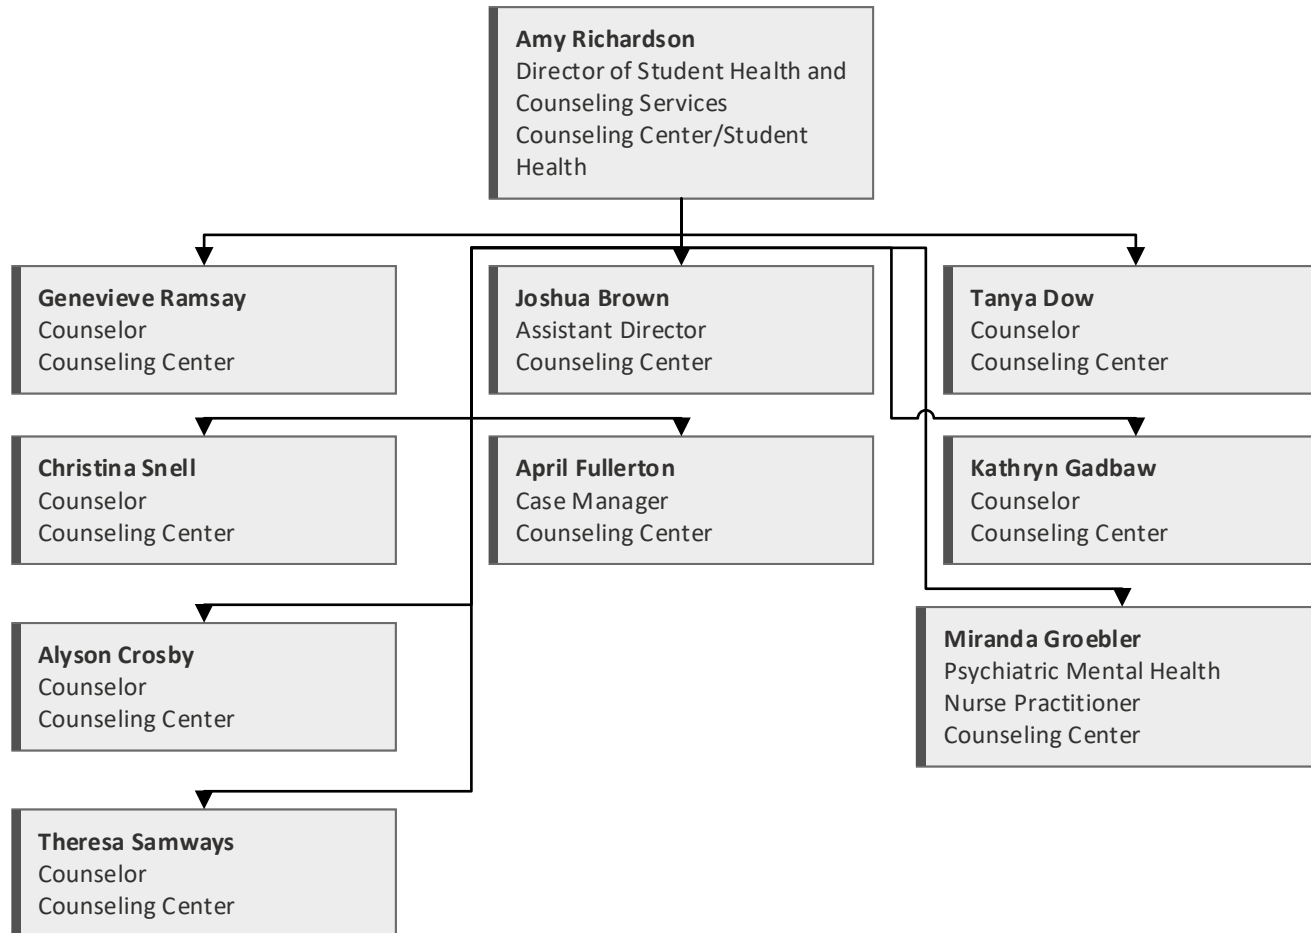 Amy Richardson
Director of Student Health and
Counseling Services
Counseling Center/Student
Health
Genevieve Ramsay
Counselor
Counseling Center
Joshua Brown
Assistant Director
Counseling Center
Tanya Dow
Counselor
Counseling Center
Christina Snell
Counselor
Counseling Center
April Fullerton
Case Manager
Counseling Center
Kathryn Gadbaw
Counselor
Counseling Center
Alyson Crosby
Counselor
Counseling Center
Miranda Groebler
Psychiatric Mental Health
Nurse Practitioner
Counseling Center
Theresa Samways
Counselor
Counseling Center